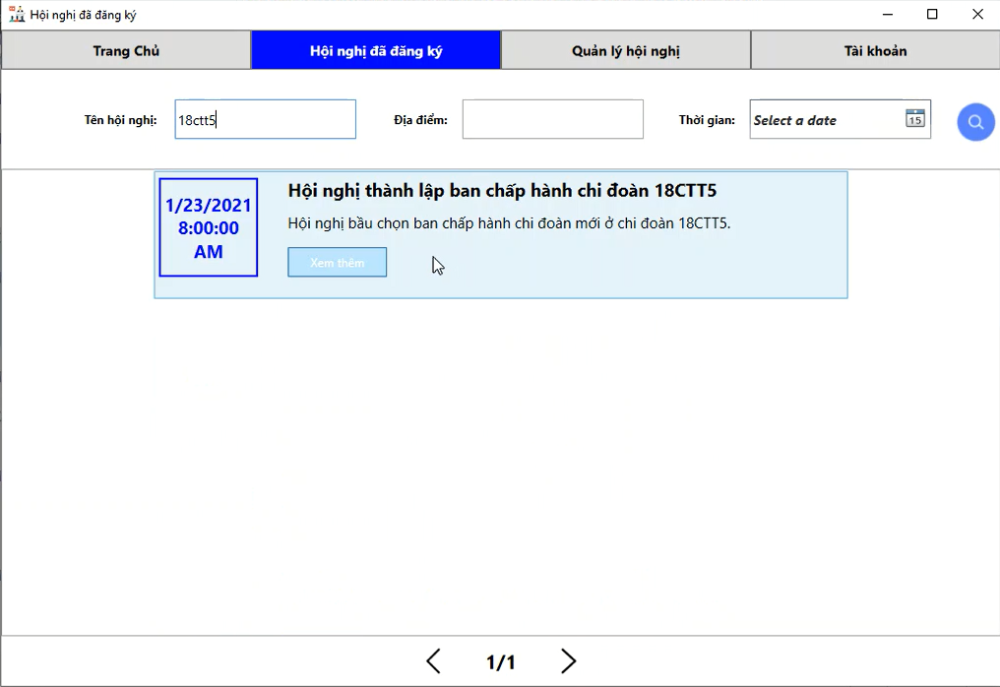 Hội nghị đã đăng ký
Trang Chủ
Hội nghị đã đăng ký
Quản lý hội nghị
Tài khoản
Tên hội nghị:
18ctt5
Địa điểm:
Thời gian:
Select a date
15
1/23/2021
8:00:00
AM
Hội nghị thành lập ban chấp hành chi đoàn 18CTT5
Hội nghị bầu chọn ban chấp hành chi đoàn mới ở chi đoàn 18CTT5.
Xem thêm
1/1